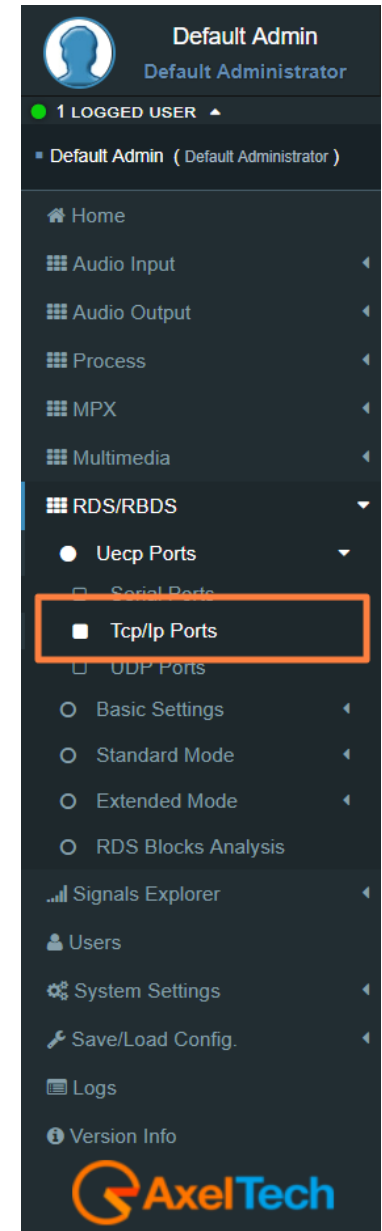 Default Admin
Default Administrator
1 LOGGED USER
Default Admin ( Default Administrator )
Home
Audio Input
Audio Output
Process
MPX
Multimedia
RDS/RBDS
Uecp Ports
Serial Ports
Tcp/Ip Ports
UDP Ports
Basic Settings
Standard Mode
Extended Mode
RDS Blocks Analysis
Signals Explorer
Users
System Settings
Save/Load Config.
Logs
Version Info
AxelTech